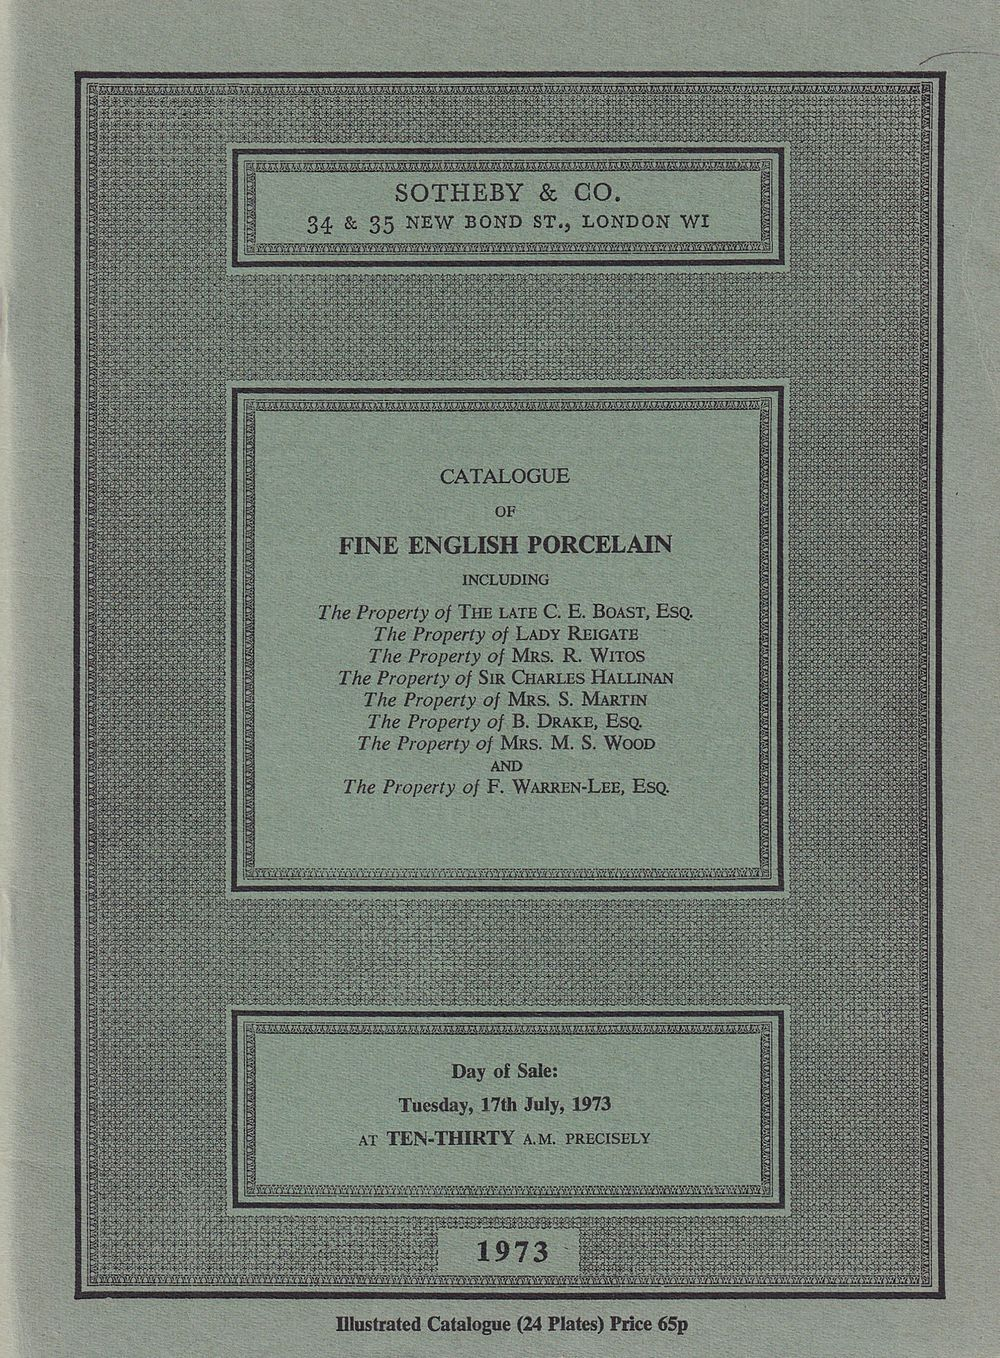 SOTHEBY & CO.
34 & 35 NEW BOND ST., LONDON W1
CATALOGUE
OF
FINE ENGLISH PORCELAIN
INCLUDING
The Property of THE LATE C. E. BOAST, ESQ.
The Property of LADY REIGATE
The Property of MRS. R. WITOS
The Property of SIR CHARLES HALLINAN
The Property of MRS. S. MARTIN
The Property of B. DRAKE, ESQ.
The Property of MRS. M. S. WOOD
AND
The Property of F. WARREN-LEE, ESQ.
Day of Sale:
Tuesday, 17th July, 1973
AT TEN-THIRTY A.M. PRECISELY
1973
Illustrated Catalogue (24 Plates) Price 65p